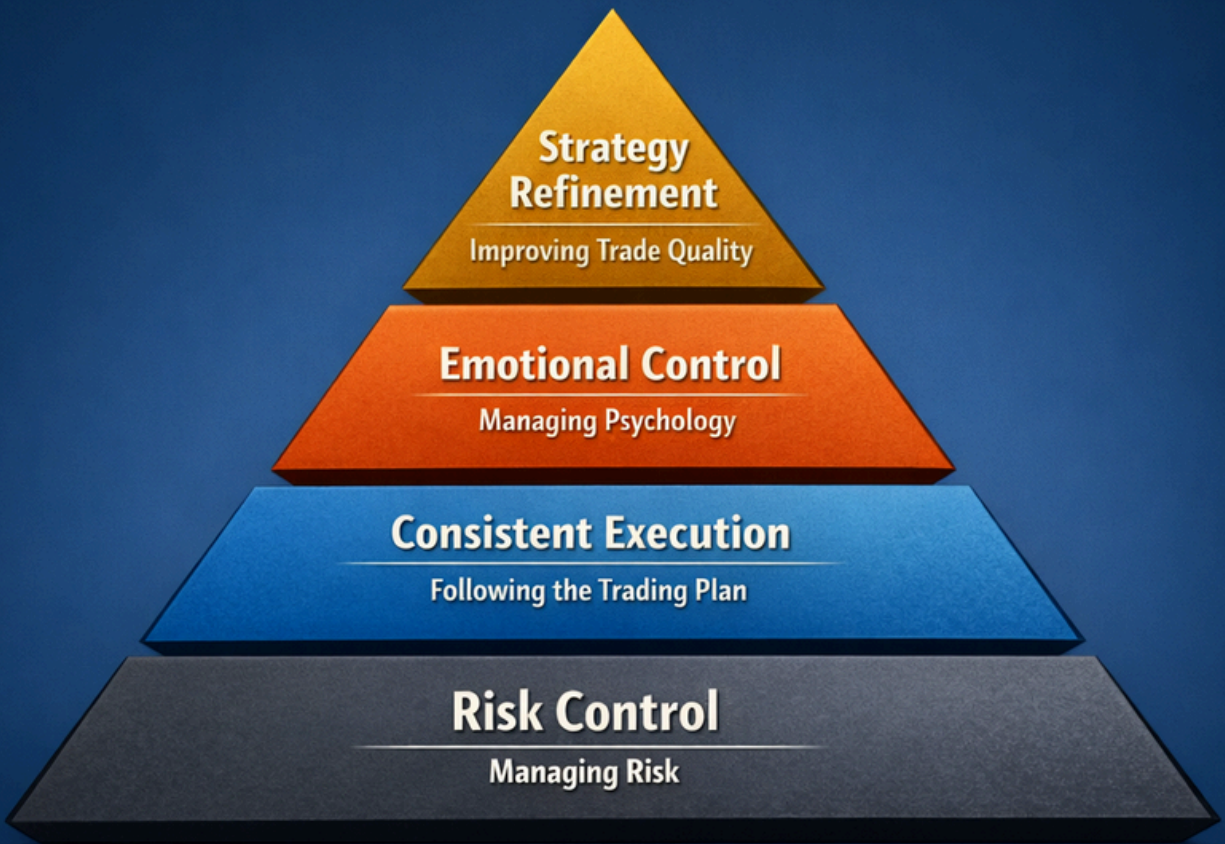 Strategy
Refinement
Improving Trade Quality
Emotional Control
Managing Psychology
Consistent Execution
Following the Trading Plan
Risk Control
Managing Risk